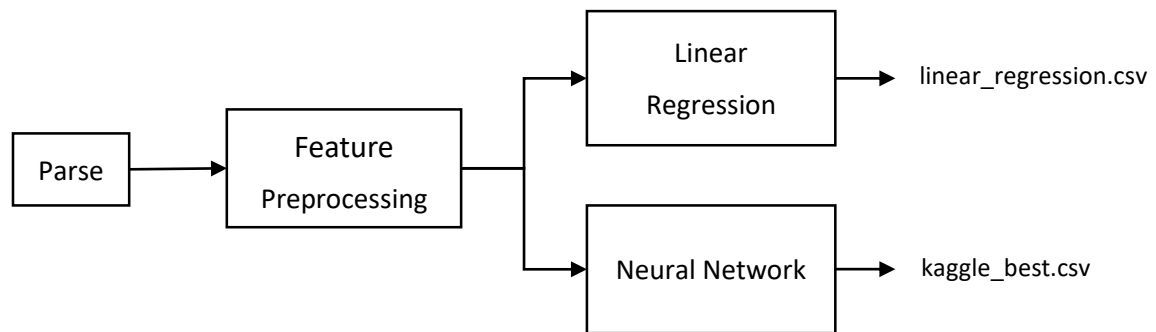 Parse
Feature
Preprocessing
Linear
Regression
linear_regression.csv
Neural Network
kaggle_best.csv